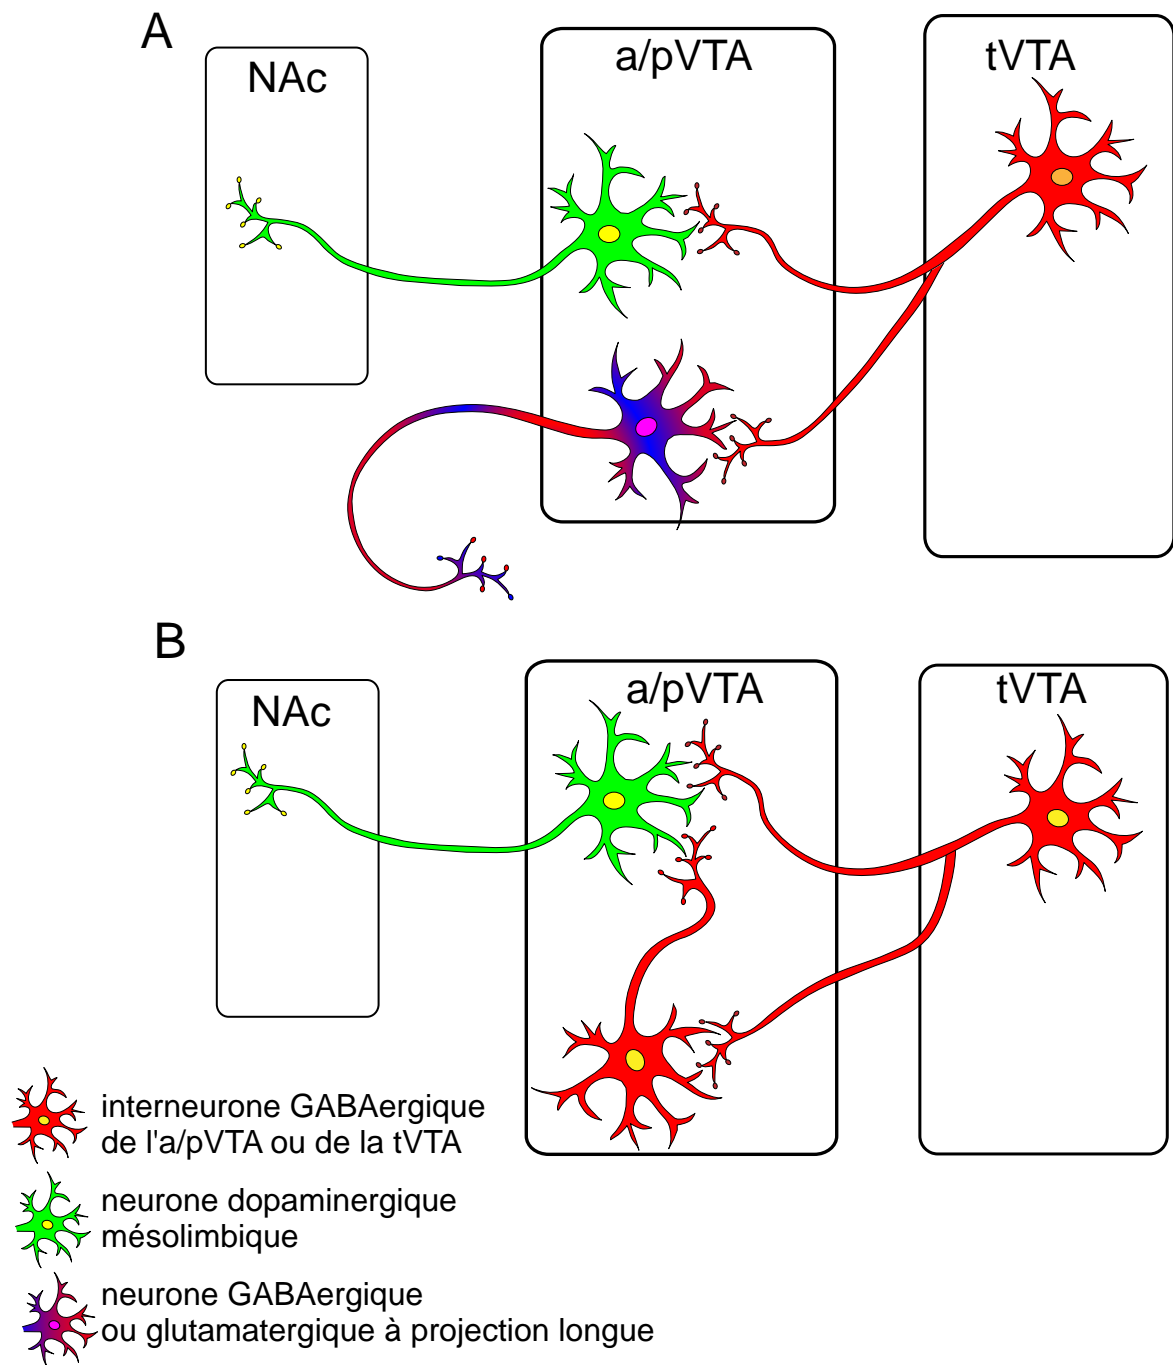 A
NAc
a/pVTA
tVTA
B
NAc
a/pVTA
tVTA
interneurone GABAergique
de l'a/pVTA ou de la tVTA
neurone dopaminergique
mésolimbique
neurone GABAergique
ou glutamatergique à projection longue